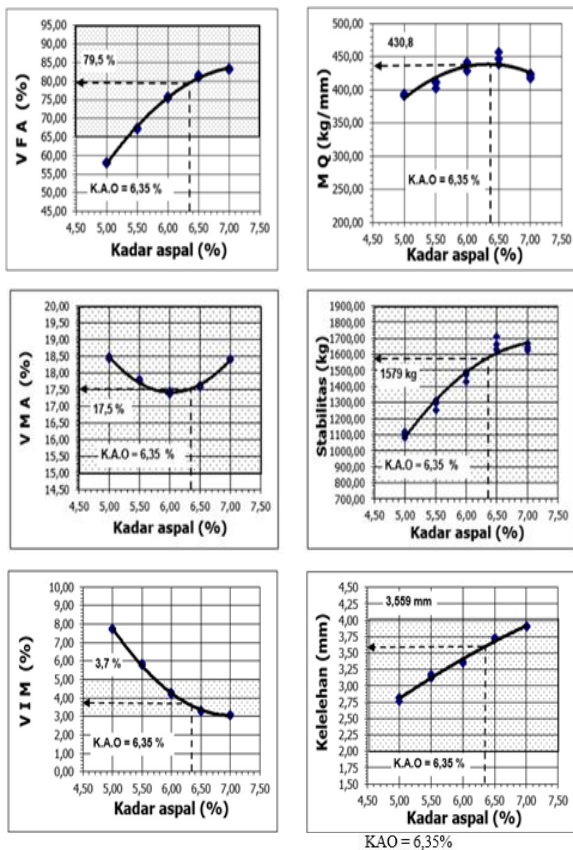 VFA (%)
95,00
90,00
85,00
80,00
75,00
70,00
65,00
60,00
55,00
50,00
45,00
79,5 %
K.A.O = 6,35 %
4,50 5,00 5,50 6,00 6,50 7,00 7,50
Kadar aspal (%)
MQ (kg/mm)
500,00
450,00
400,00
350,00
300,00
250,00
200,00
430,8
K.A.O = 6,35 %
4,50 5,00 5,50 6,00 6,50 7,00 7,50
Kadar aspal (%)
VMA (%)
20,00
19,50
19,00
18,50
18,00
17,50
17,00
16,50
16,00
15,50
15,00
14,50
17,5 %
K.A.O = 6,35 %
4,50 5,00 5,50 6,00 6,50 7,00 7,50
Kadar aspal (%)
Stabilitas (kg)
1900,00
1800,00
1700,00
1600,00
1500,00
1400,00
1300,00
1200,00
1100,00
1000,00
900,00
800,00
700,00
1579 kg
K.A.O = 6,35 %
4,50 5,00 5,50 6,00 6,50 7,00 7,50
Kadar aspal (%)
VIM (%)
10,00
9,00
8,00
7,00
6,00
5,00
4,00
3,00
2,00
1,00
0,00
3,7 %
K.A.O = 6,35 %
4,50 5,00 5,50 6,00 6,50 7,00 7,50
Kadar aspal (%)
Kelelehan (mm)
4,50
4,25
4,00
3,75
3,50
3,25
3,00
2,75
2,50
2,25
2,00
1,75
1,50
3,559 mm
K.A.O = 6,35 %
4,50 5,00 5,50 6,00 6,50 7,00 7,50
Kadar aspal (%)
KAO = 6,35%